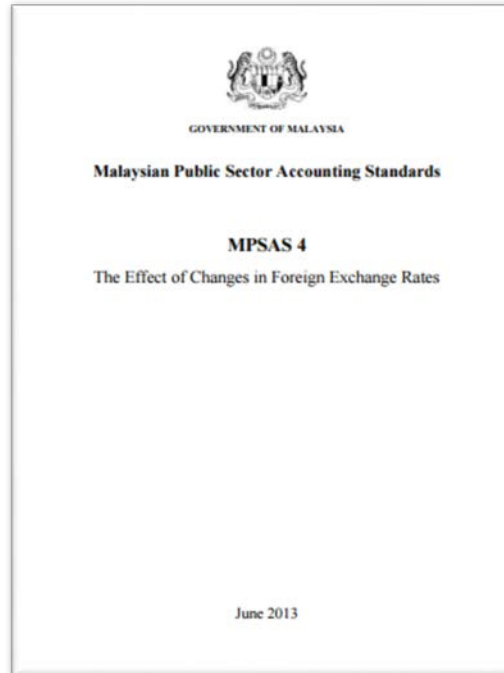 GOVERNMENT OF MALAYSIA
Malaysian Public Sector Accounting Standards
MPSAS 4
The Effect of Changes in Foreign Exchange Rates
June 2013